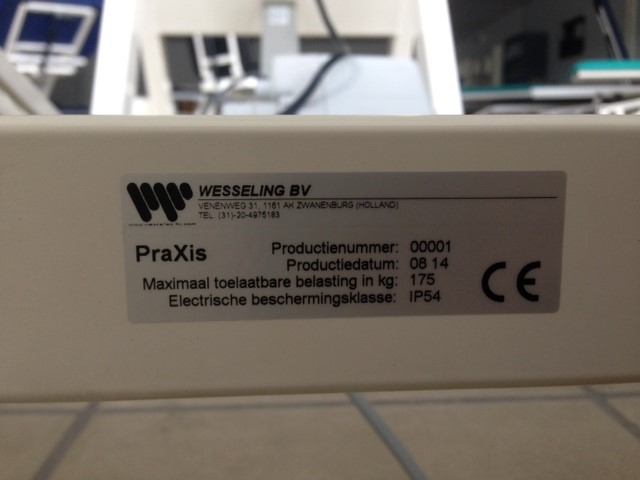 WESSELING BV
VENENWEG 31, 1161 AK ZWANENBURG (HOLLAND)
TEL. (31)-20-4975183
PraXis
Productienummer: 00001
Productiedatum: 08 14
Maximaal toelaatbare belasting in kg: 175
Electrische beschermingsklasse: IP54
CE